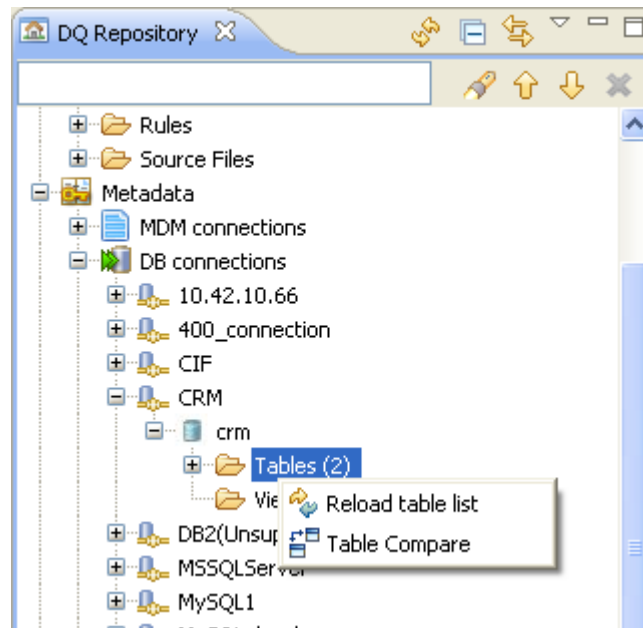 DQ Repository
Rules
Source Files
Metadata
MDM connections
DB connections
10.42.10.66
400_connection
CIF
CRM
crm
Tables (2)
Reload table list
Table Compare
MSSQLServer
MySQL1